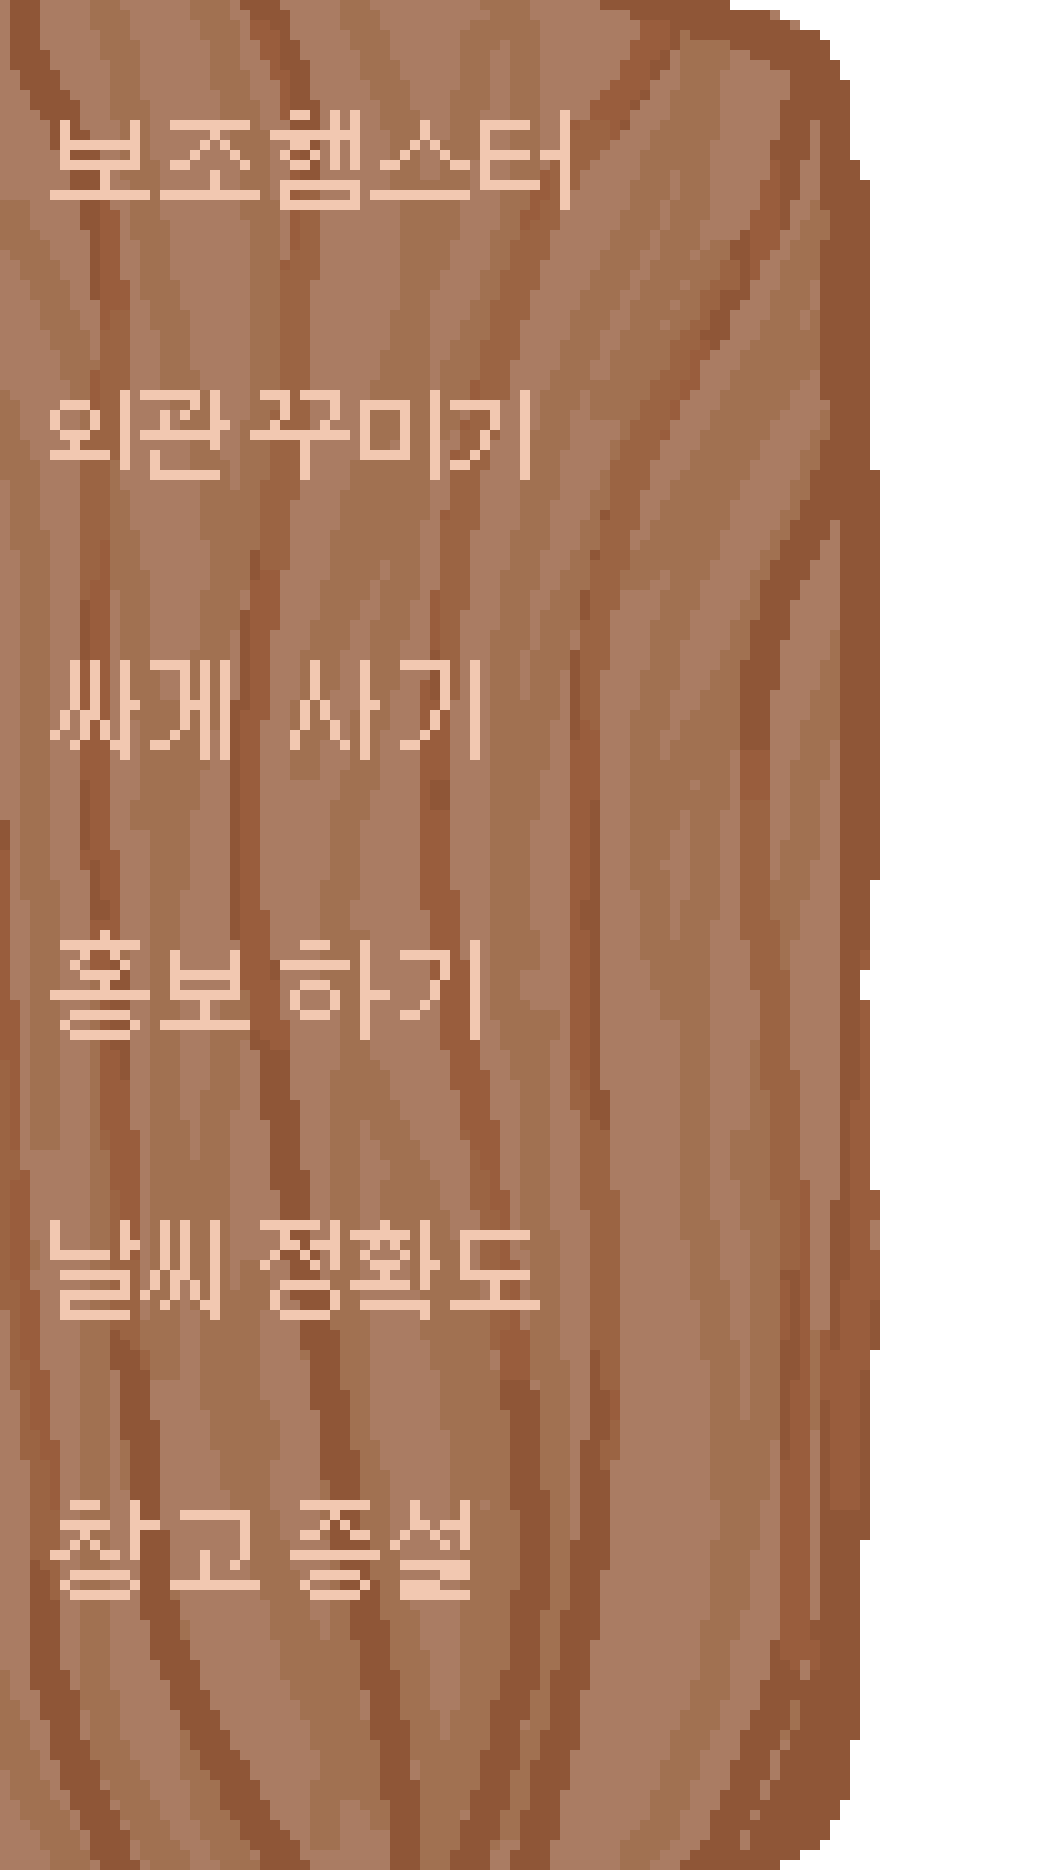 보조햄스터
외관 꾸미기
싸게 사기
홈보 하기
날씨 정확도
참고 증설